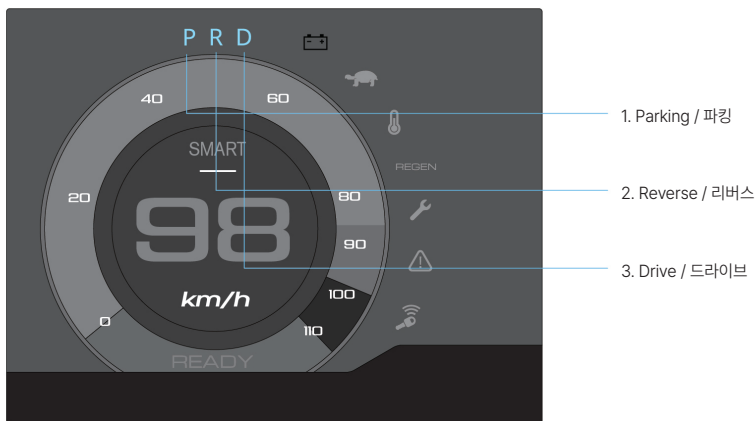 P R D
40
60
SMART
20
80
REGEN
98
90
km/h
100
0
110
READY
1. Parking / 파킹
2. Reverse / 리버스
3. Drive / 드라이브